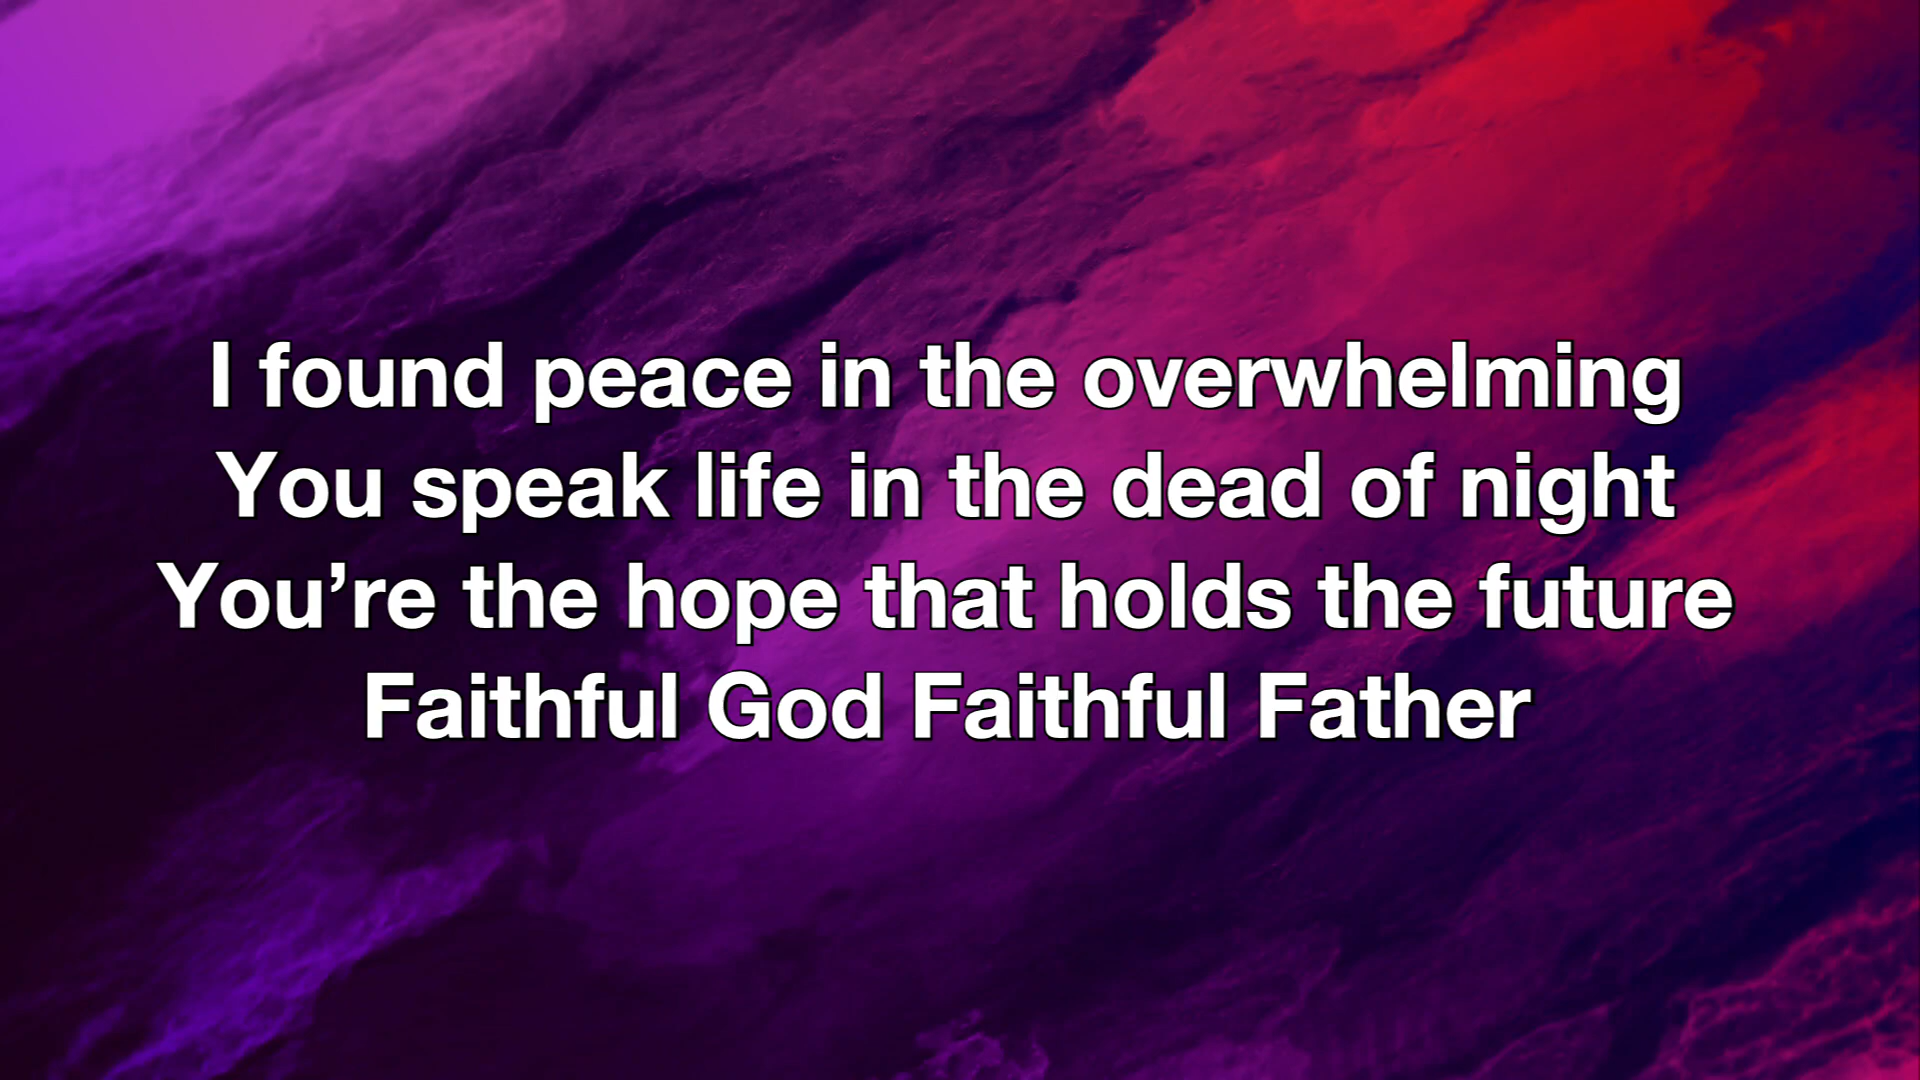 I found peace in the overwhelming
You speak life in the dead of night
You’re the hope that holds the future
Faithful God Faithful Father